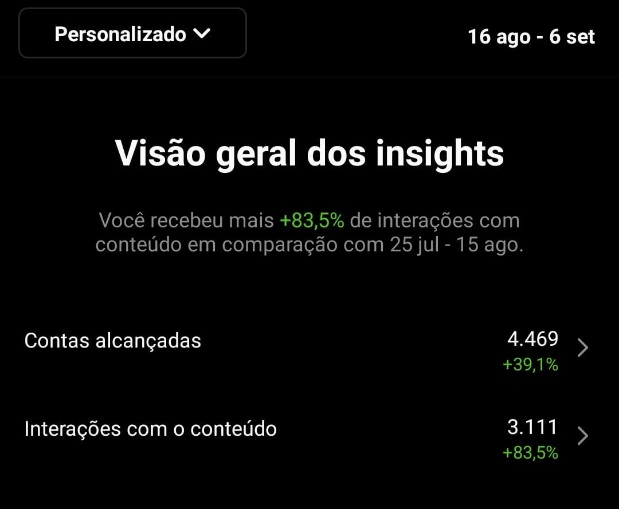 Personalizado
16 ago - 6 set
Visão geral dos insights
Você recebeu mais +83,5% de interações com
conteúdo em comparação com 25 jul - 15 ago.
Contas alcançadas
4.469
+39,1%
Interações com o conteúdo
3.111
+83,5%